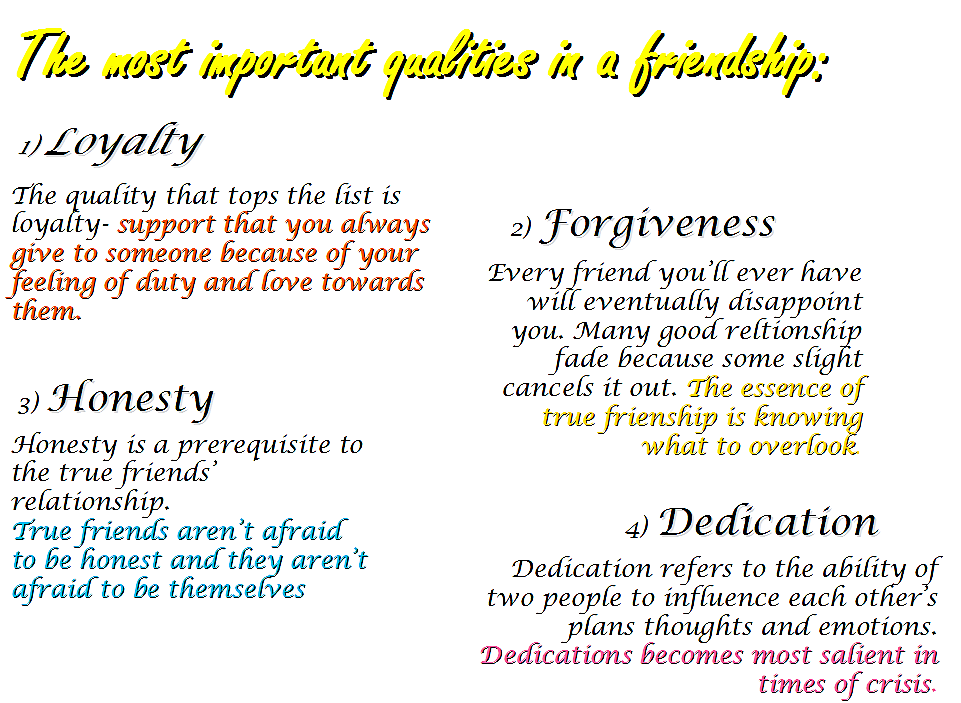 The most important qualities in a friendship:
1) Loyalty
The quality that tops the list is
loyalty- support that you always
give to someone because of your
feeling of duty and love towards
them.
2) Forgiveness
Every friend you'll ever have
will eventually disappoint
you. Many good reltionship
fade because some slight
cancels it out. The essence of
true frienship is knowing
what to overlook
3) Honesty
Honesty is a prerequisite to
the true friends'
relationship.
True friends aren't afraid
to be honest and they aren't
afraid to be themselves
4) Dedication
Dedication refers to the ability of
two people to influence each other's
plans thoughts and emotions.
Dedications becomes most salient in
times of crisis.